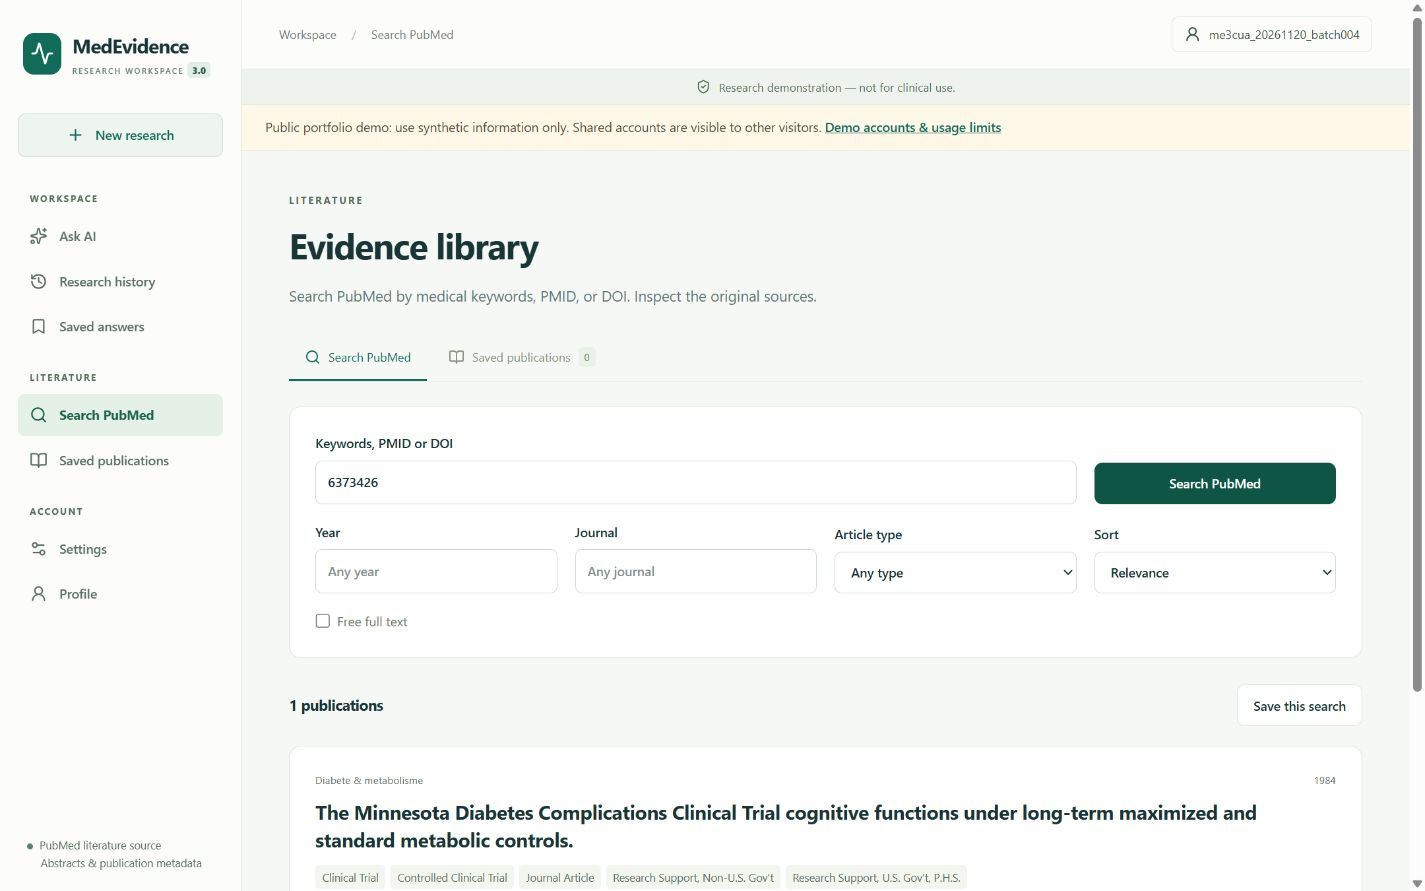 MedEvidence
RESEARCH WORKSPACE 3.0
New research
WORKSPACE
Ask AI
Research history
Saved answers
LITERATURE
Search PubMed
Saved publications
ACCOUNT
Settings
Profile
PubMed literature source
Abstracts & publication metadata
Workspace / Search PubMed
me3cua_20261120_batch004
Research demonstration — not for clinical use.
Public portfolio demo: use synthetic information only. Shared accounts are visible to other visitors. Demo accounts & usage limits
LITERATURE
Evidence library
Search PubMed by medical keywords, PMID, or DOI. Inspect the original sources.
Search PubMed Saved publications 0
Keywords, PMID or DOI
6373426 Search PubMed
Year Journal Article type Sort
Any year Any journal Any type Relevance
Free full text
1 publications Save this search
Diabete & metabolisme 1984
The Minnesota Diabetes Complications Clinical Trial cognitive functions under long-term maximized and
standard metabolic controls.
Clinical Trial Controlled Clinical Trial Journal Article Research Support, Non-U.S. Gov't Research Support, U.S. Gov't, P.H.S.